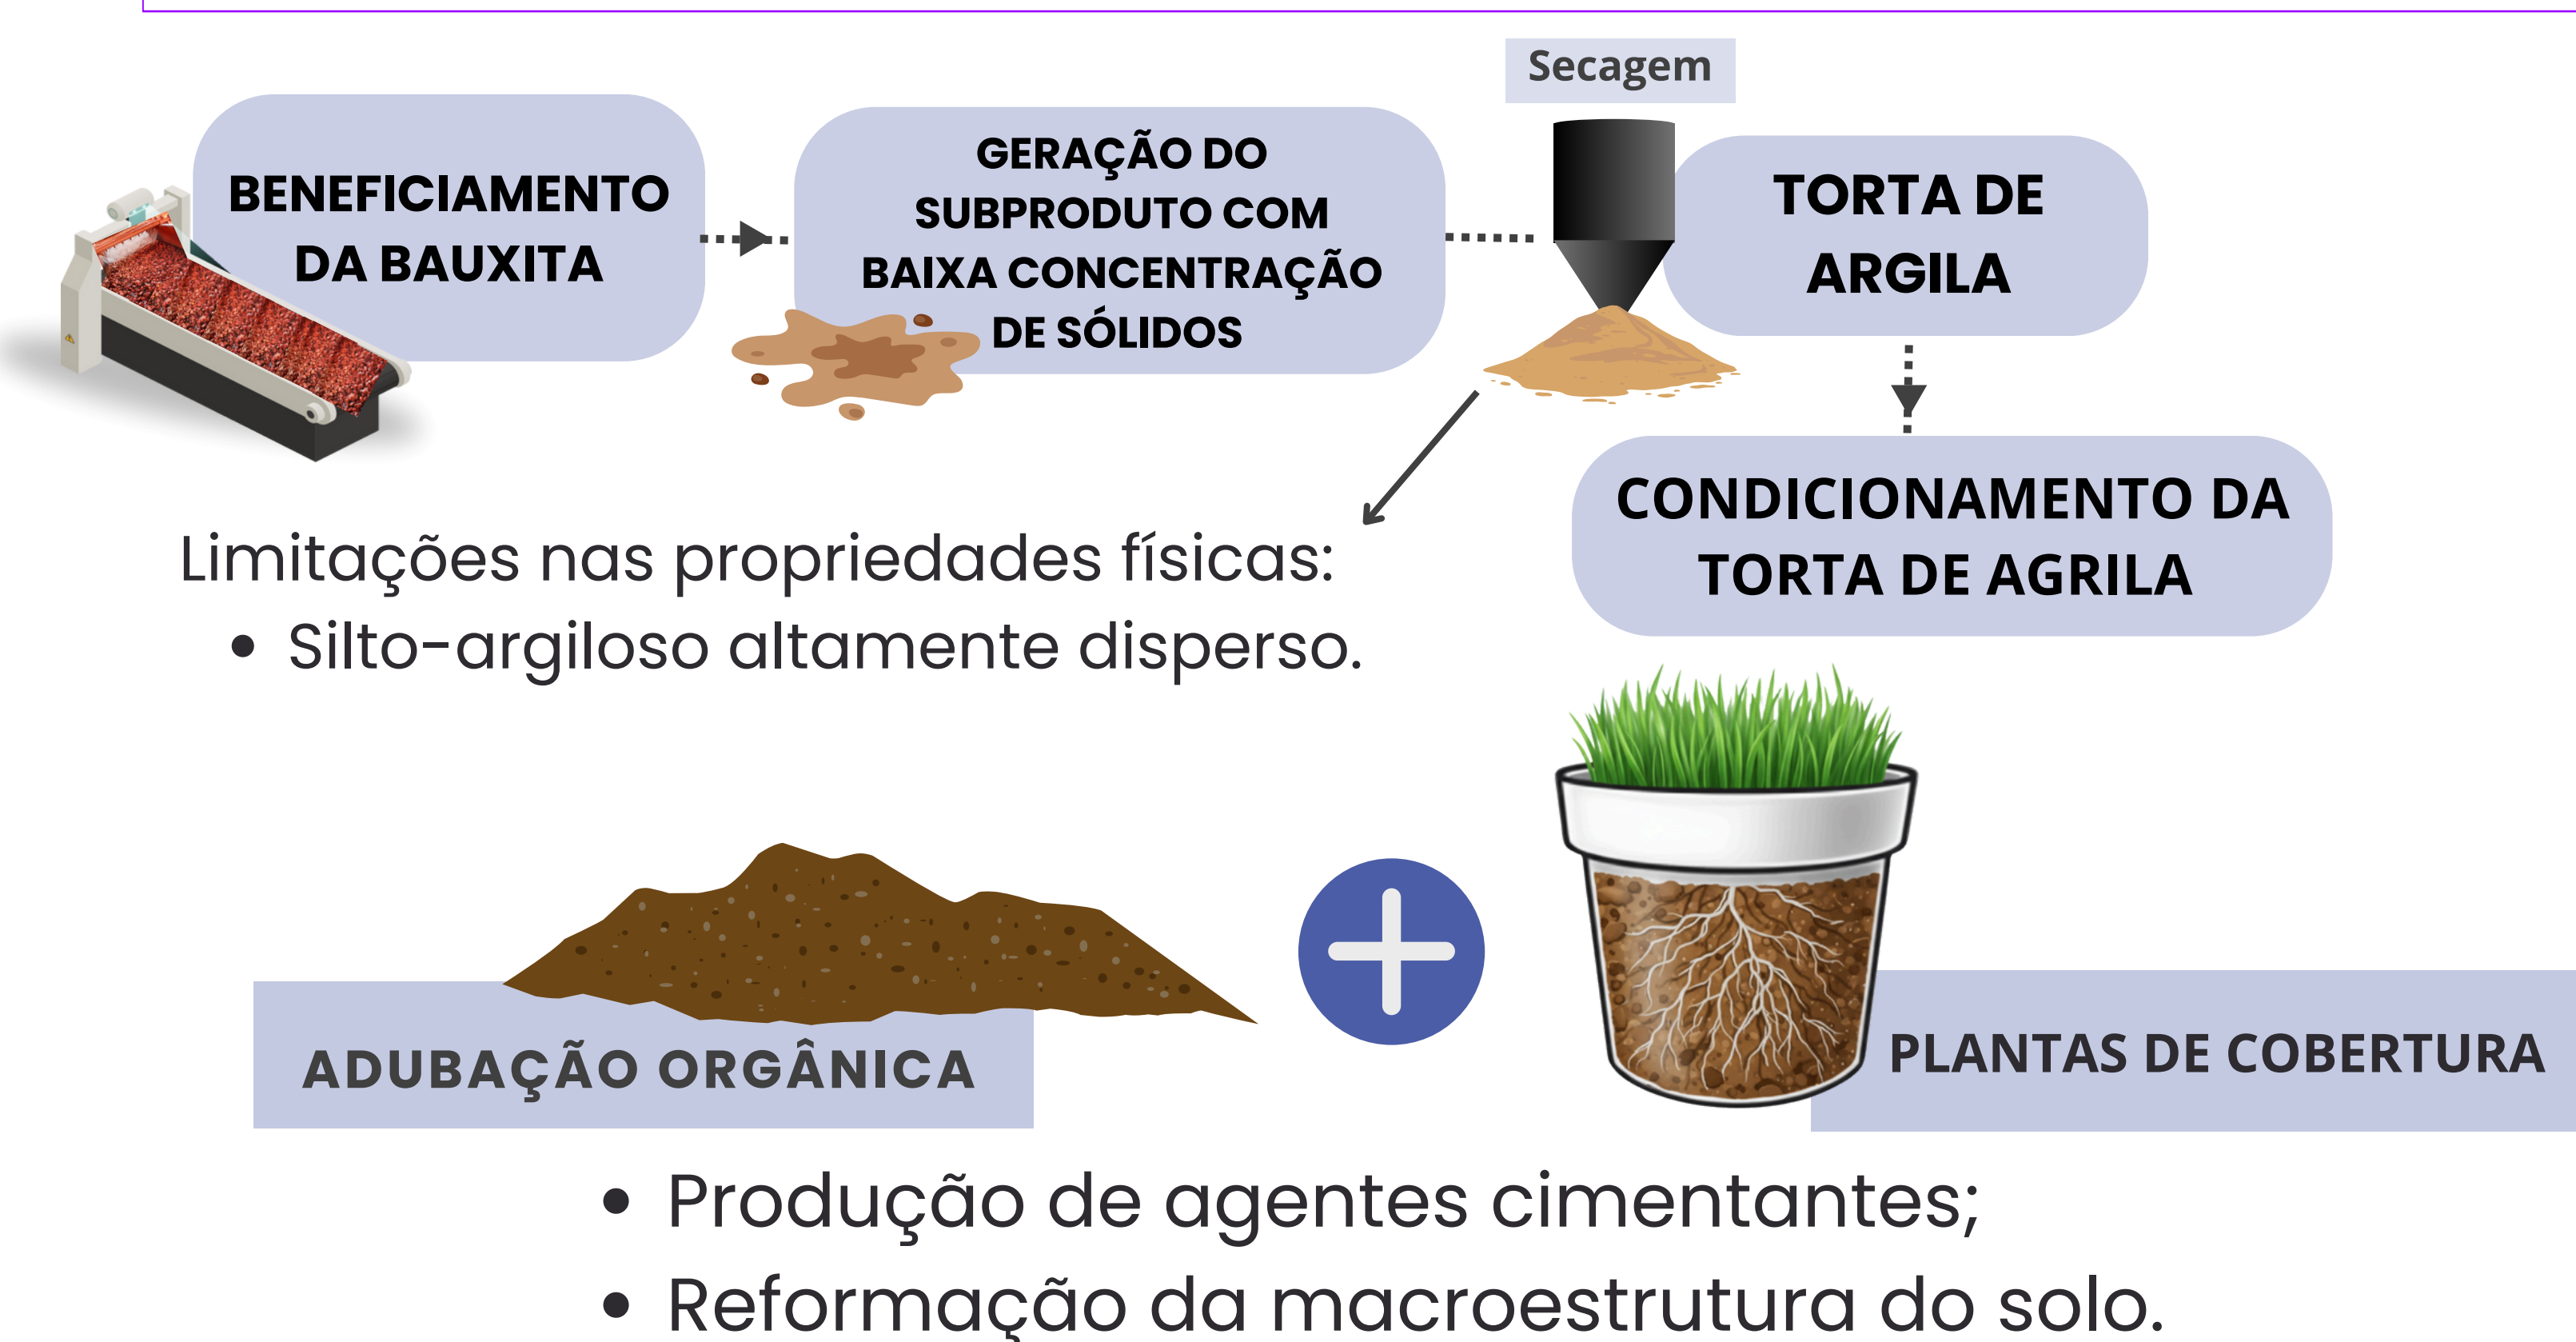 Secagem
BENEFICIAMENTO
DA BAUXITA
GERAÇÃO DO
SUBPRODUTO COM
BAIXA CONCENTRAÇÃO
DE SÓLIDOS
TORTA DE
ARGILA
CONDICIONAMENTO DA
TORTA DE AGRILA
Limitações nas propriedades físicas:
• Silto-argiloso altamente disperso.
ADUBAÇÃO ORGÂNICA
PLANTAS DE COBERTURA
• Produção de agentes cimentantes;
• Reformação da macroestrutura do solo.